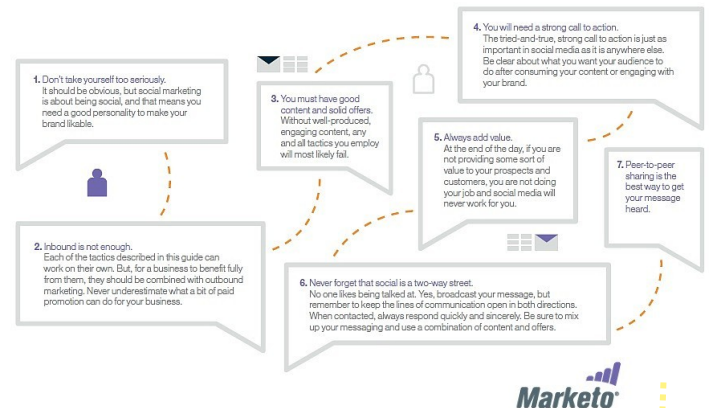 1. Don't take yourself too seriously.
It should be obvious, but social marketing
is about being social, and that means you
need a good personality to make your
brand likable.
2. Inbound is not enough.
Each of the tactics described in this guide can
work on their own. But, for a business to benefit fully
from them, they should be combined with outbound
marketing. Never underestimate what a bit of paid
promotion can do for your business.
3. You must have good
content and solid offers.
Without well-produced,
engaging content, any
and all tactics you employ
will most likely fail.
4. You will need a strong call to action.
The tried-and-true, strong call to action is just as
important in social media as it is anywhere else.
Be clear about what you want your audience to
do after consuming your content or engaging with
your brand.
5. Always add value.
At the end of the day, if you are
not providing some sort of
value to your prospects and
customers, you are not doing
your job and social media will
never work for you.
6. Never forget that social is a two-way street.
No one likes being talked at. Yes, broadcast your message, but
remember to keep the lines of communication open in both directions.
When contacted, always respond quickly and sincerely. Be sure to mix
up your messaging and use a combination of content and offers.
7. Peer-to-peer
sharing is the
best way to get
your message
heard.
Marketo